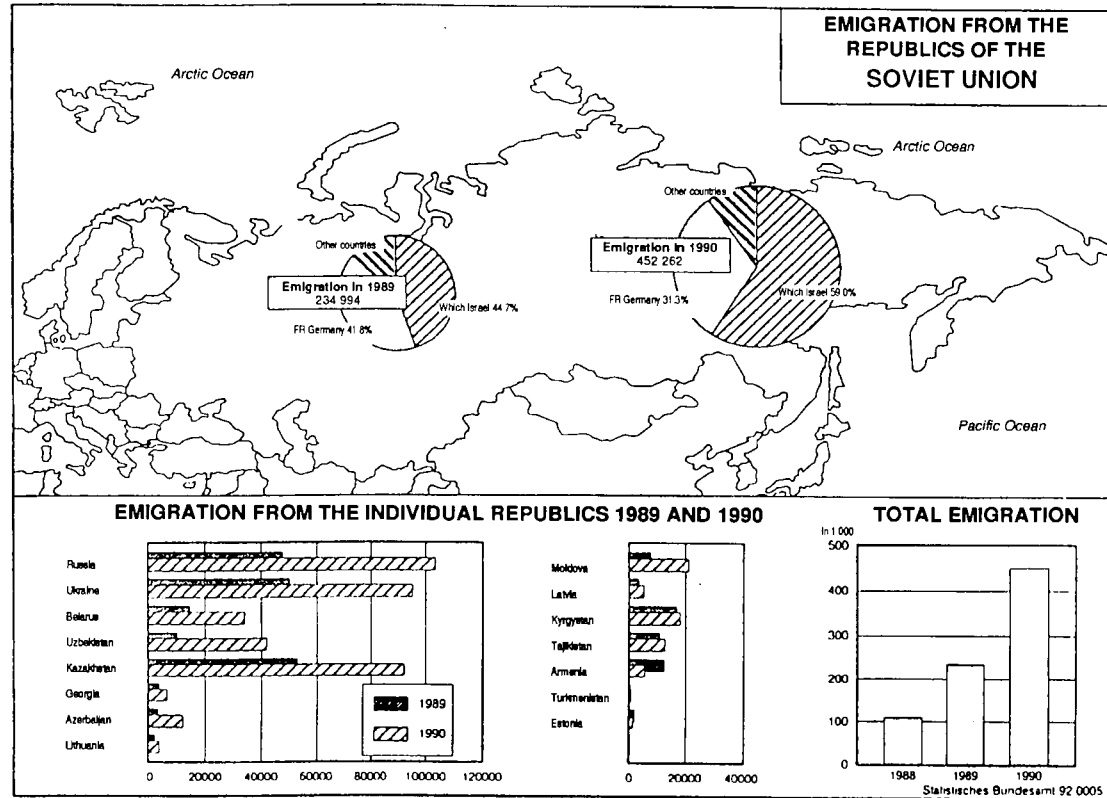 EMIGRATION FROM THE
REPUBLICS OF THE
SOVIET UNION
Arctic Ocean
Arctic Ocean
Other countries
Emigration in 1989
234 994
Which Israel 44.7%
FR Germany 41.8%
Other countries
Emigration in 1990
452 262
FR Germany 31.3%
Which Israel 59.0%
Pacific Ocean
EMIGRATION FROM THE INDIVIDUAL REPUBLICS 1989 AND 1990
Russia
Ukraine
Belarus
Uzbekistan
Kazakhstan
Georgia
Azerbaijan
Lithuania
1989
1990
0 20000 40000 60000 80000 100000 120000
Moldova
Latvia
Kyrgystan
Tajikistan
Armenia
Turkmenistan
Estonia
0 20000 40000
TOTAL EMIGRATION
In 1 000
500
400
300
200
100
0
1988 1989 1990
Statistisches Bundesamt 92 0005